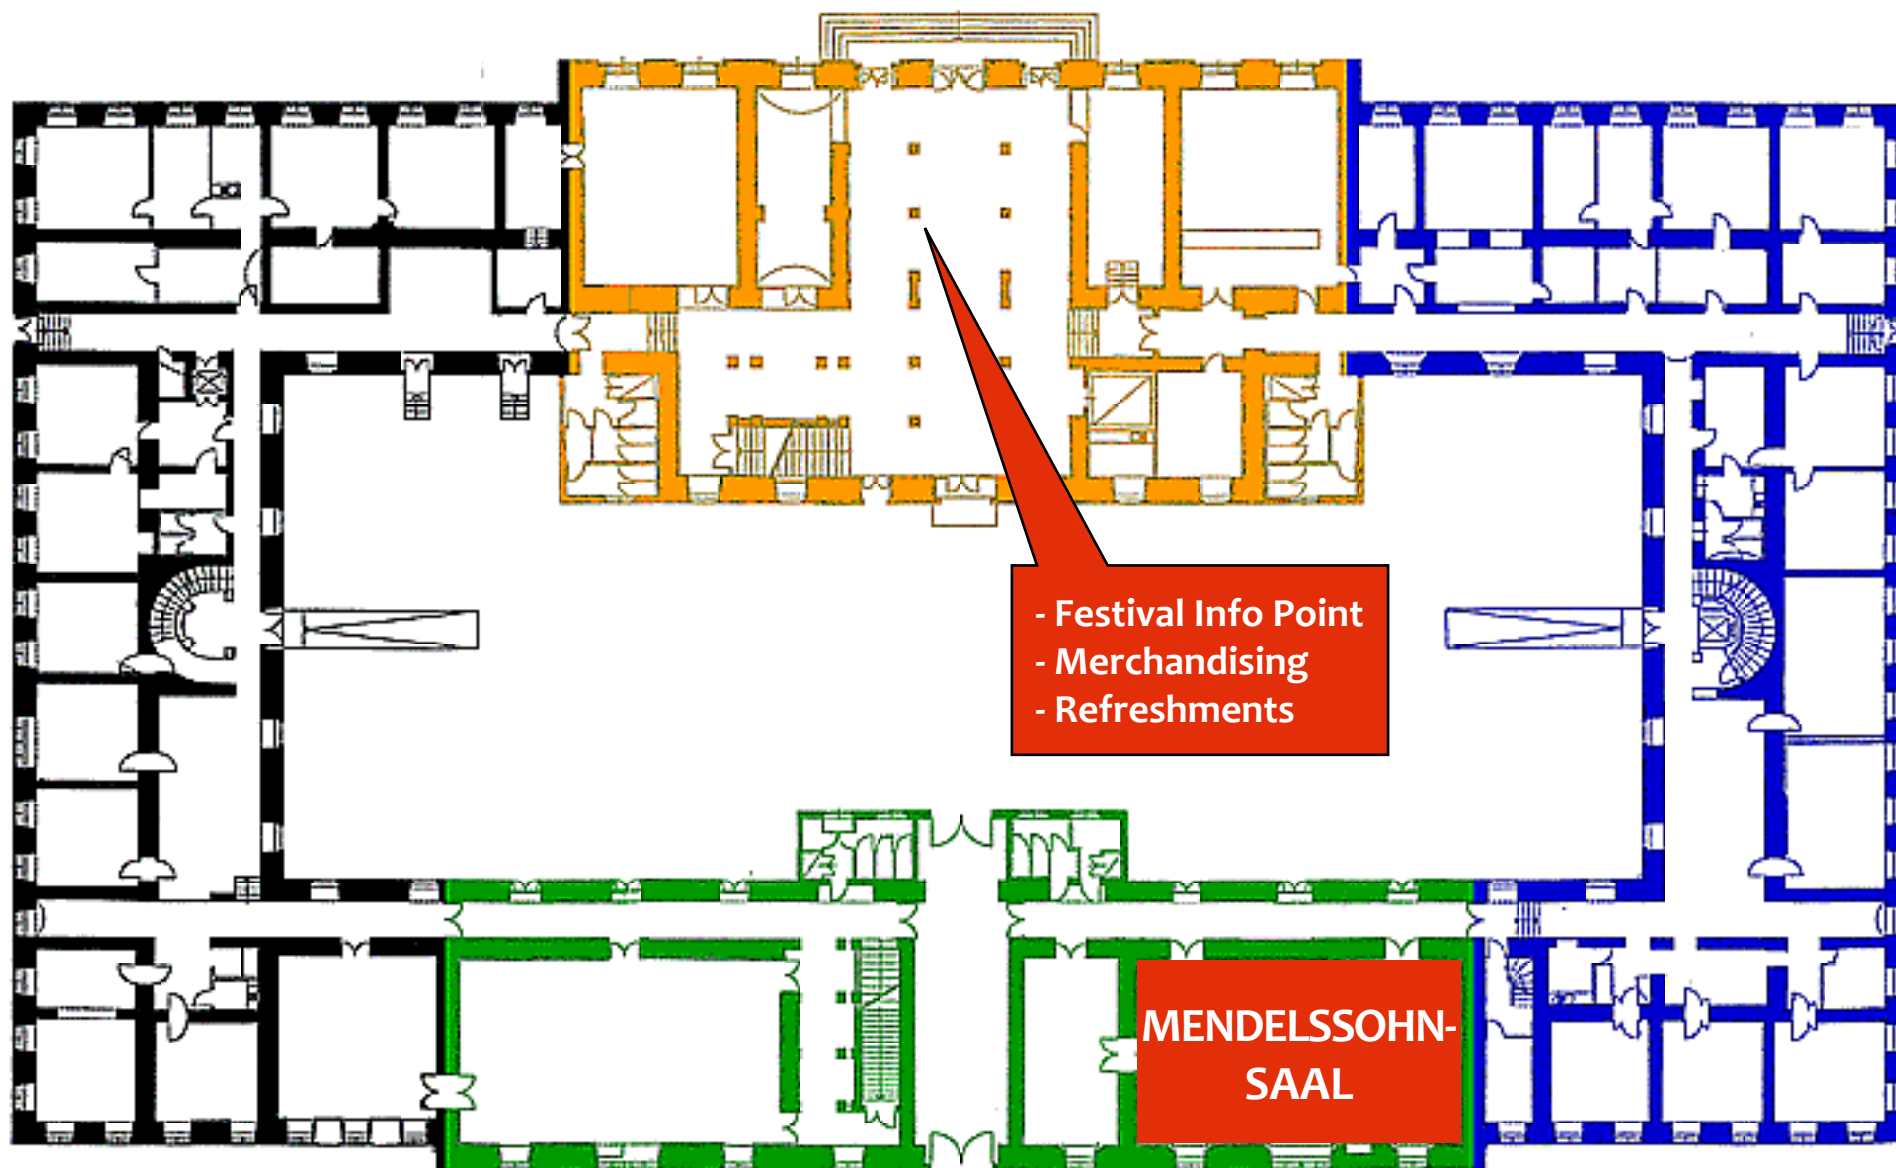 - Festival Info Point
- Merchandising
- Refreshments
MENDELSSOHN-
SAAL